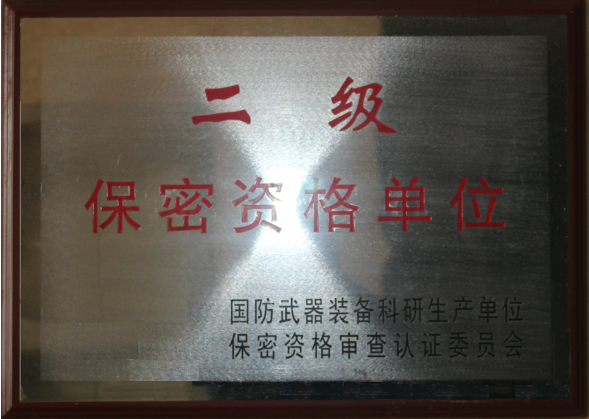 二级
保密资格单位
国防武器装备科研生产单位
保密资格审查认证委员会